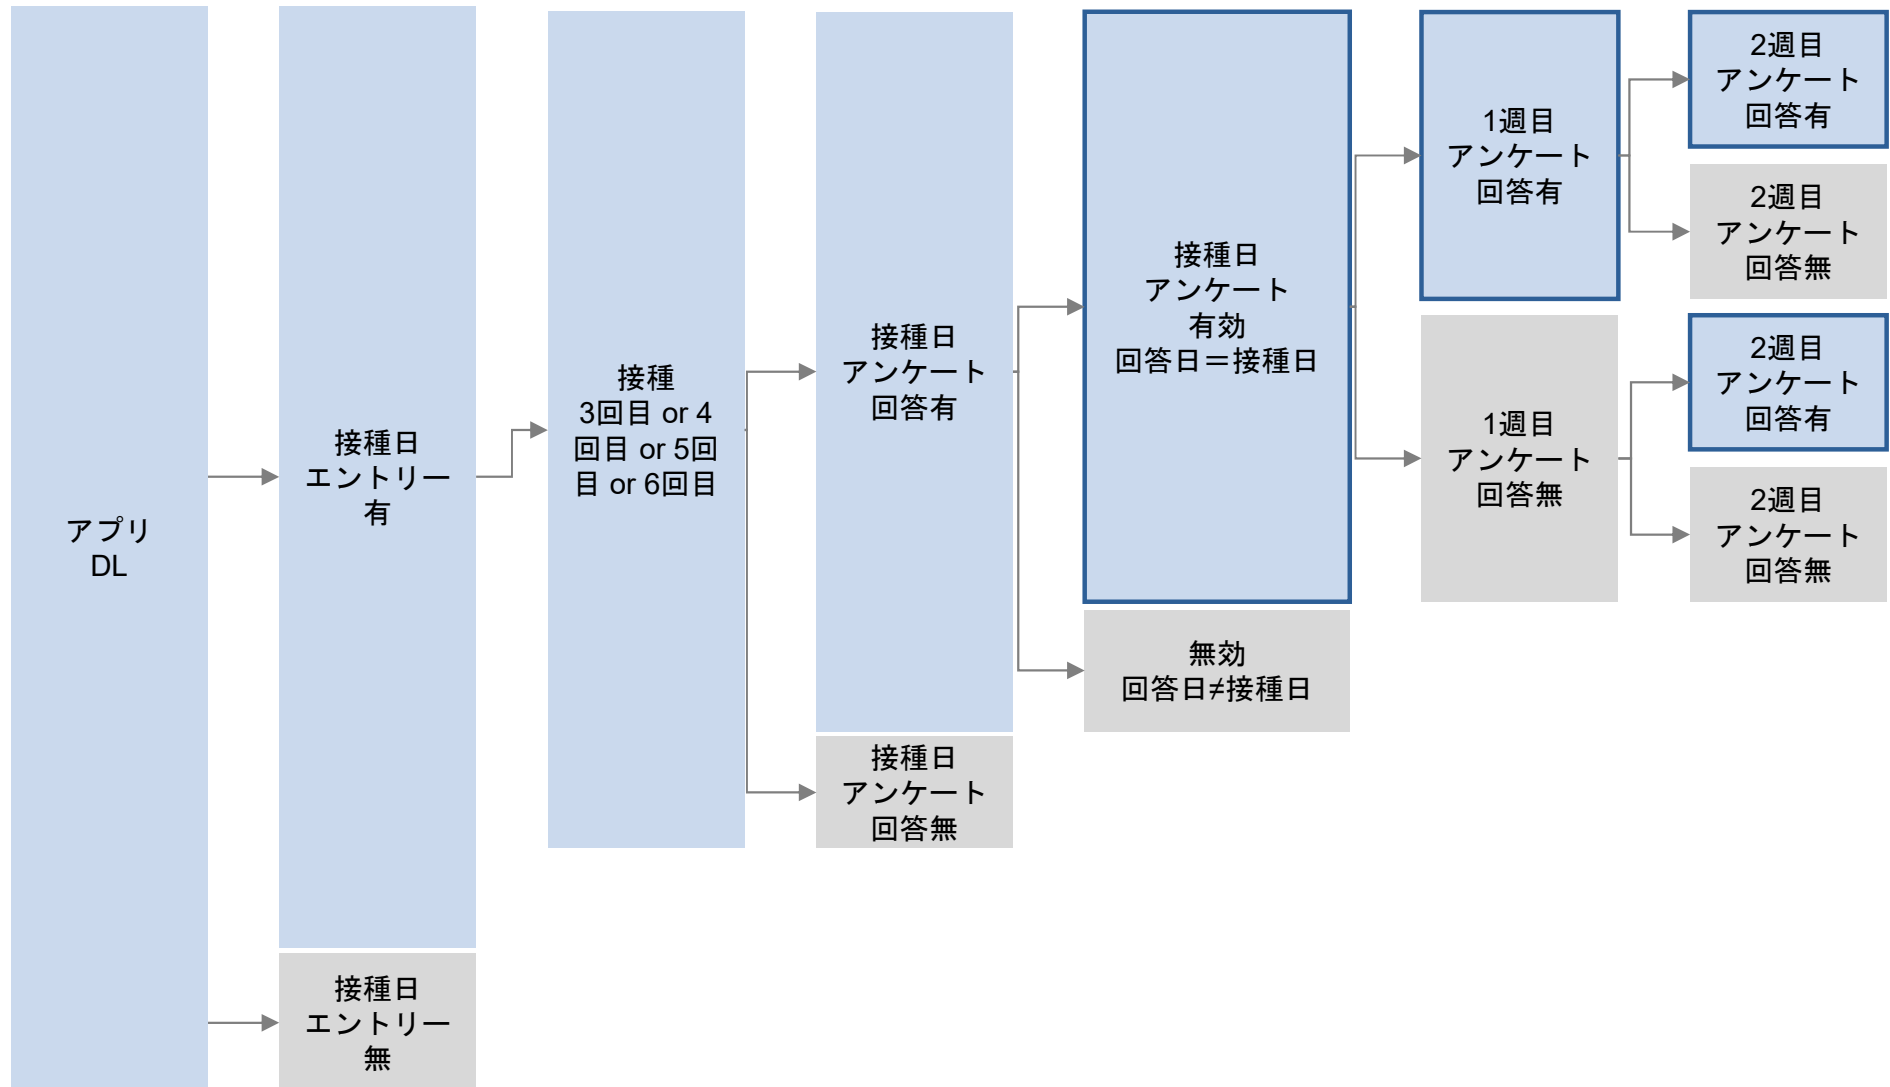 アプリ
DL
接種日
エントリー
有
接種日
エントリー
無
接種
3回目 or 4
回目 or 5回
目 or 6回目
接種日
アンケート
回答有
接種日
アンケート
回答無
接種日
アンケート
有効
回答日＝接種日
無効
回答日≠接種日
1週目
アンケート
回答有
1週目
アンケート
回答無
2週目
アンケート
回答有
2週目
アンケート
回答無
2週目
アンケート
回答有
2週目
アンケート
回答無